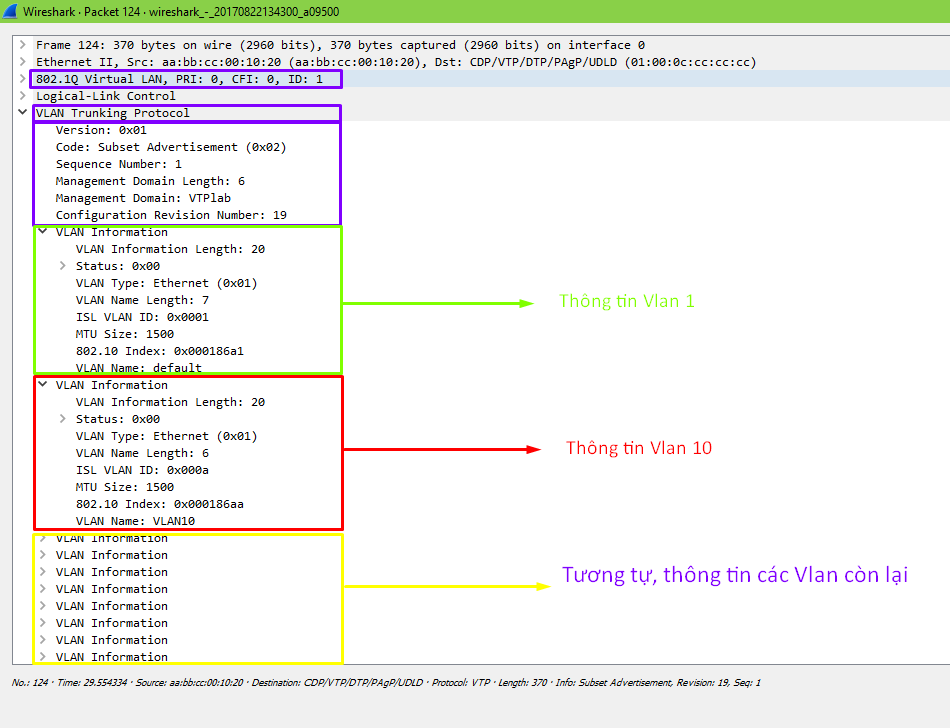 Wireshark · Packet 124 · wireshark_-_20170822134300_a09500
Frame 124: 370 bytes on wire (2960 bits), 370 bytes captured (2960 bits) on interface 0
Ethernet II, Src: aa:bb:cc:00:10:20 (aa:bb:cc:00:10:20), Dst: CDP/VTP/DTP/PAgP/UDLD (01:00:0c:cc:cc:cc)
802.1Q Virtual LAN, PRI: 0, CFI: 0, ID: 1
Logical-Link Control
VLAN Trunking Protocol
Version: 0x01
Code: Subset Advertisement (0x02)
Sequence Number: 1
Management Domain Length: 6
Management Domain: VTPlab
Configuration Revision Number: 19
VLAN Information
VLAN Information Length: 20
Status: 0x00
VLAN Type: Ethernet (0x01)
VLAN Name Length: 7
Thông tin Vlan 1
ISL VLAN ID: 0x0001
MTU Size: 1500
802.10 Index: 0x000186a1
VLAN Name: default
VLAN Information
VLAN Information Length: 20
Status: 0x00
VLAN Type: Ethernet (0x01)
VLAN Name Length: 6
Thông tin Vlan 10
ISL VLAN ID: 0x000a
MTU Size: 1500
802.10 Index: 0x000186aa
VLAN Name: VLAN10
VLAN Information
VLAN Information
VLAN Information
Tương tự, thông tin các Vlan còn lại
VLAN Information
VLAN Information
VLAN Information
VLAN Information
VLAN Information
No.: 124 · Time: 29.554334 · Source: aa:bb:cc:00:10:20 · Destination: CDP/VTP/DTP/PAgP/UDLD · Protocol: VTP · Length: 370 · Info: Subset Advertisement, Revision: 19, Seq: 1